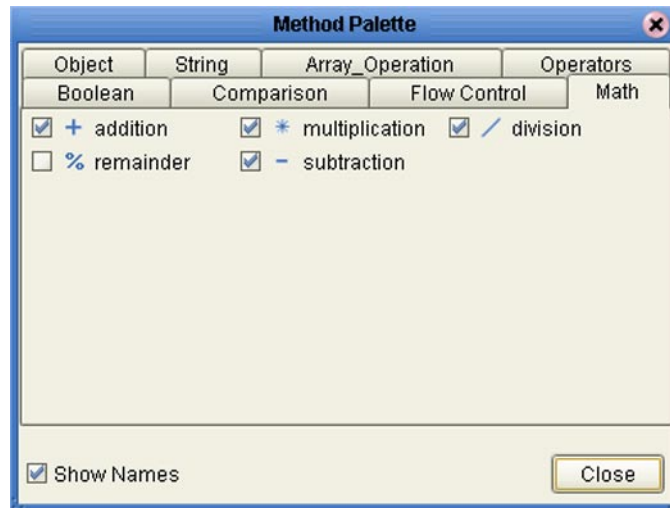 Method Palette
Object String Array_Operation Operators
Boolean Comparison Flow Control Math
+ addition * multiplication / division
% remainder - subtraction
Show Names Close